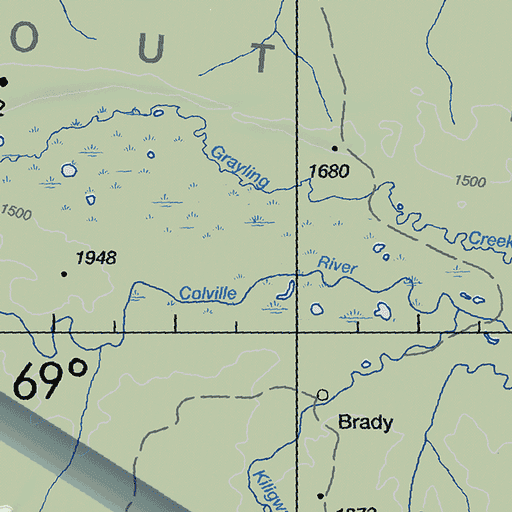 O U T
Grayling
1680
1500
1500
Creek
1948
River
Colville
69°
Brady